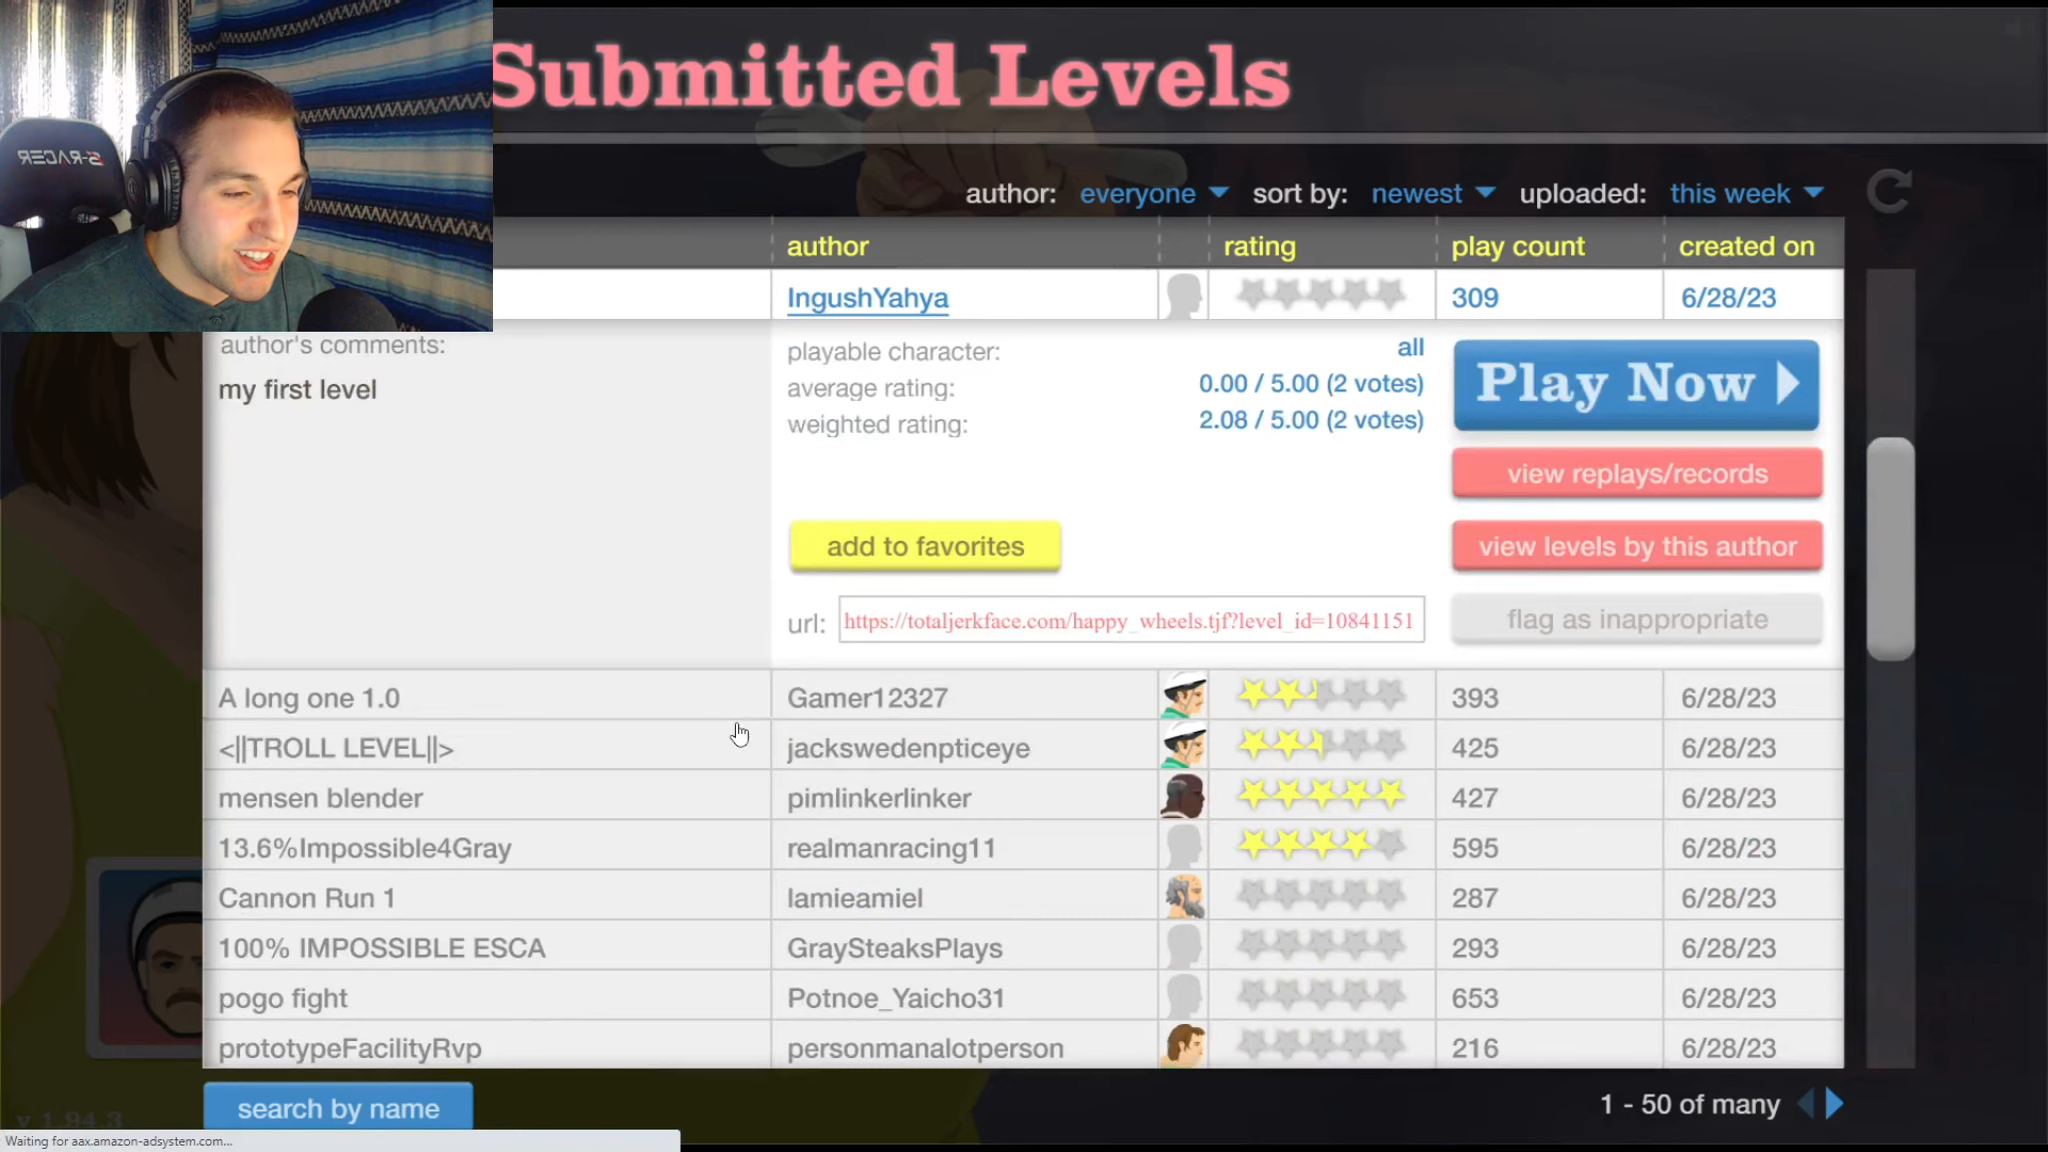 Submitted Levels
S-RACER
author: everyone sort by: newest uploaded: this week
author rating play count created on
IngushYahya 309 6/28/23
author's comments:
my first level
playable character: all
average rating: 0.00 / 5.00 (2 votes)
weighted rating: 2.08 / 5.00 (2 votes)
Play Now
view replays/records
add to favorites
view levels by this author
url: https://totaljerkface.com/happy_wheels.tjf?level_id=10841151
flag as inappropriate
A long one 1.0 Gamer12327 393 6/28/23
<||TROLL LEVEL||> jackswedenpticeye 425 6/28/23
mensen blender pimlinkerlinker 427 6/28/23
13.6%Impossible4Gray realmanracing11 595 6/28/23
Cannon Run 1 lamieamiel 287 6/28/23
100% IMPOSSIBLE ESCA GraySteaksPlays 293 6/28/23
pogo fight Potnoe_Yaicho31 653 6/28/23
prototypeFacilityRvp personmanalotperson 216 6/28/23
search by name
1 - 50 of many
v 1.94.3
Waiting for aax.amazon-adsystem.com...